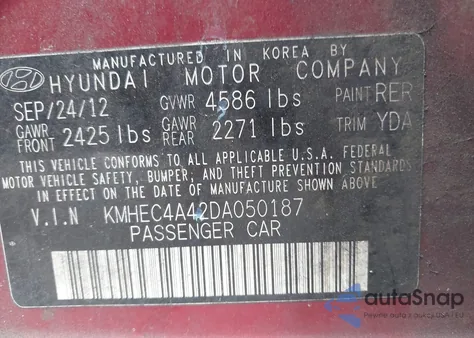 MANUFACTURED IN KOREA BY
HYUNDAI MOTOR COMPANY
SEP/24/12 GVWR 4586 lbs PAINT RER
GAWR FRONT 2425 lbs GAWR REAR 2271 lbs TRIM YDA
THIS VEHICLE CONFORMS TO ALL APPLICABLE U.S.A. FEDERAL
MOTOR VEHICLE SAFETY, BUMPER, AND THEFT PREVENTION STANDARDS
IN EFFECT ON THE DATE OF MANUFACTURE SHOWN ABOVE.
V.I.N KMHEC4A42DA050187
PASSENGER CAR
autoSnap